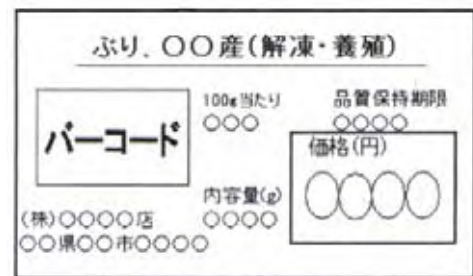 ぶり、〇〇産(解凍・養殖)
100g当たり
〇〇〇
品質保持期限
〇〇〇〇
バーコード
価格(円)
〇〇〇〇
内容量(g)
〇〇〇〇
(株)〇〇〇〇店
〇〇県〇〇市〇〇〇〇